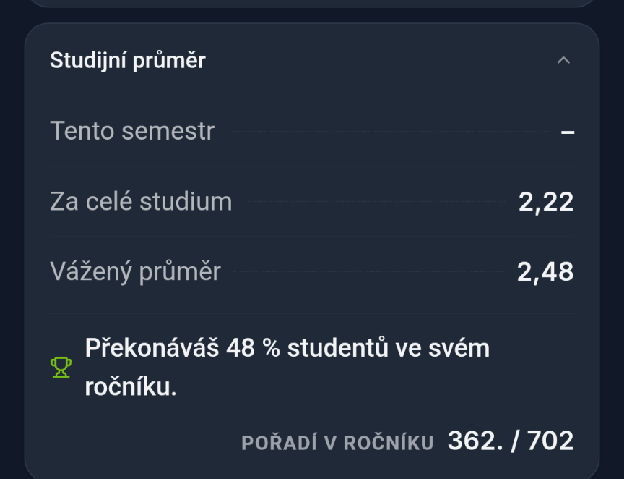 Studijní průměr
Tento semestr –
Za celé studium 2,22
Vážený průměr 2,48
Překonáváš 48 % studentů ve svém
ročníku.
POŘADÍ V ROČNÍKU 362. / 702